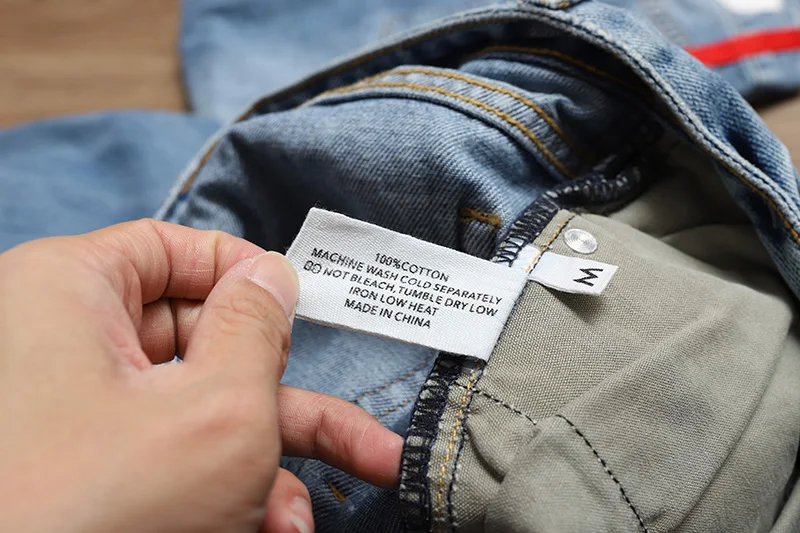 100%COTTON
MACHINE WASH COLD SEPARATELY
DO NOT BLEACH, TUMBLE DRY LOW
IRON LOW HEAT
MADE IN CHINA
M